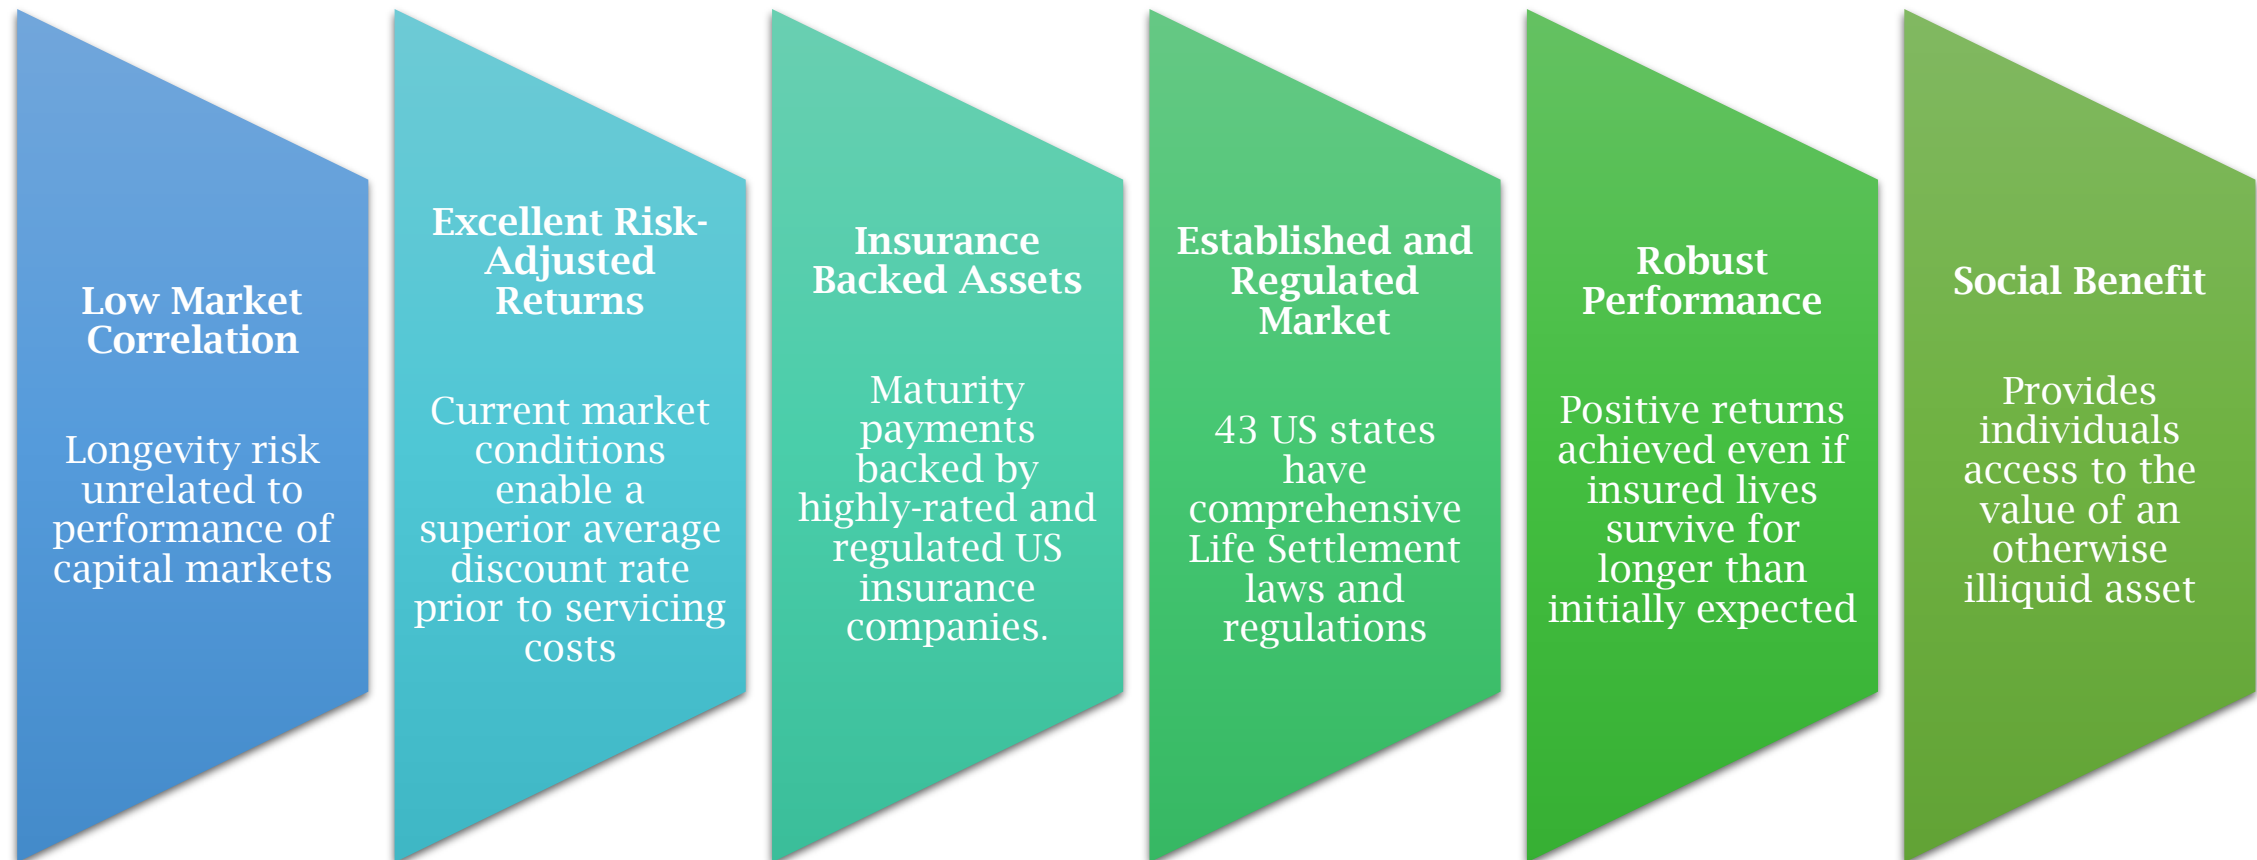 Low Market
Correlation
Longevity risk
unrelated to
performance of
capital markets
Excellent Risk-
Adjusted
Returns
Current market
conditions
enable a
superior average
discount rate
prior to servicing
costs
Insurance
Backed Assets
Maturity
payments
backed by
highly-rated and
regulated US
insurance
companies.
Established and
Regulated
Market
43 US states
have
comprehensive
Life Settlement
laws and
regulations
Robust
Performance
Positive returns
achieved even if
insured lives
survive for
longer than
initially expected
Social Benefit
Provides
individuals
access to the
value of an
otherwise
illiquid asset